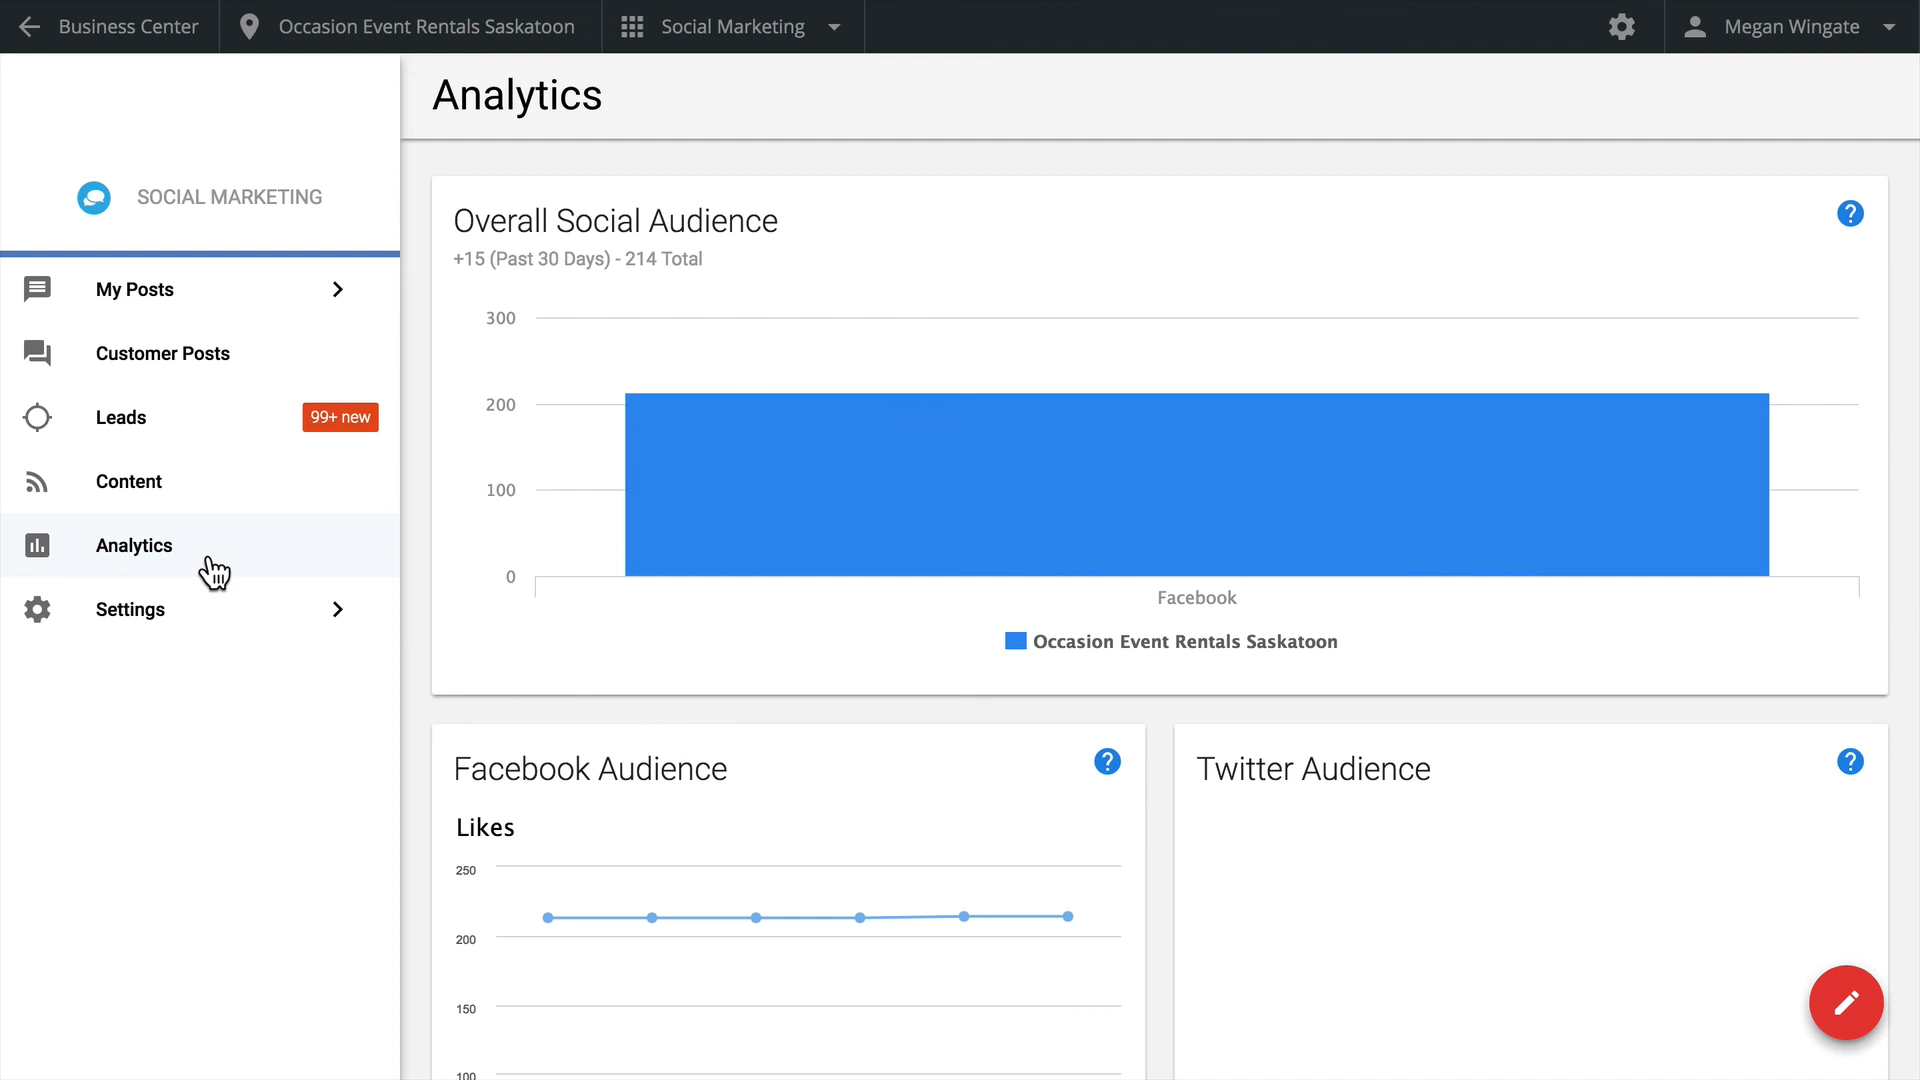 Business Center
Occasion Event Rentals Saskatoon
Social Marketing
Megan Wingate
Analytics
SOCIAL MARKETING
My Posts
Customer Posts
Leads
99+ new
Content
Analytics
Settings
Overall Social Audience
?
+15 (Past 30 Days) - 214 Total
300
200
100
0
Facebook
Occasion Event Rentals Saskatoon
Facebook Audience
?
Likes
250
200
150
100
Twitter Audience
?